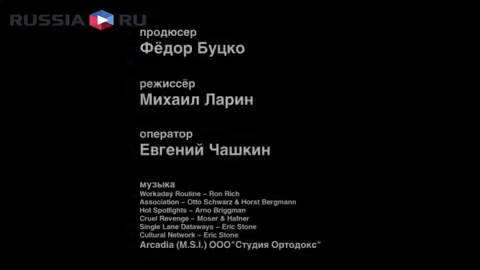 RUSSIA RU
продюсер
Фёдор Буцко
режиссёр
Михаил Ларин
оператор
Евгений Чашкин
музыка
Workaday Routine – Ron Rich
Association – Otto Schwarz & Horst Bergmann
Hot Spotlights – Arno Briggman
Cruel Revenge – Moser & Hafner
Single Lane Dataways – Eric Stone
Cultural Network – Eric Stone
Arcadia (M.S.I.) ООО"Студия Ортодокс"